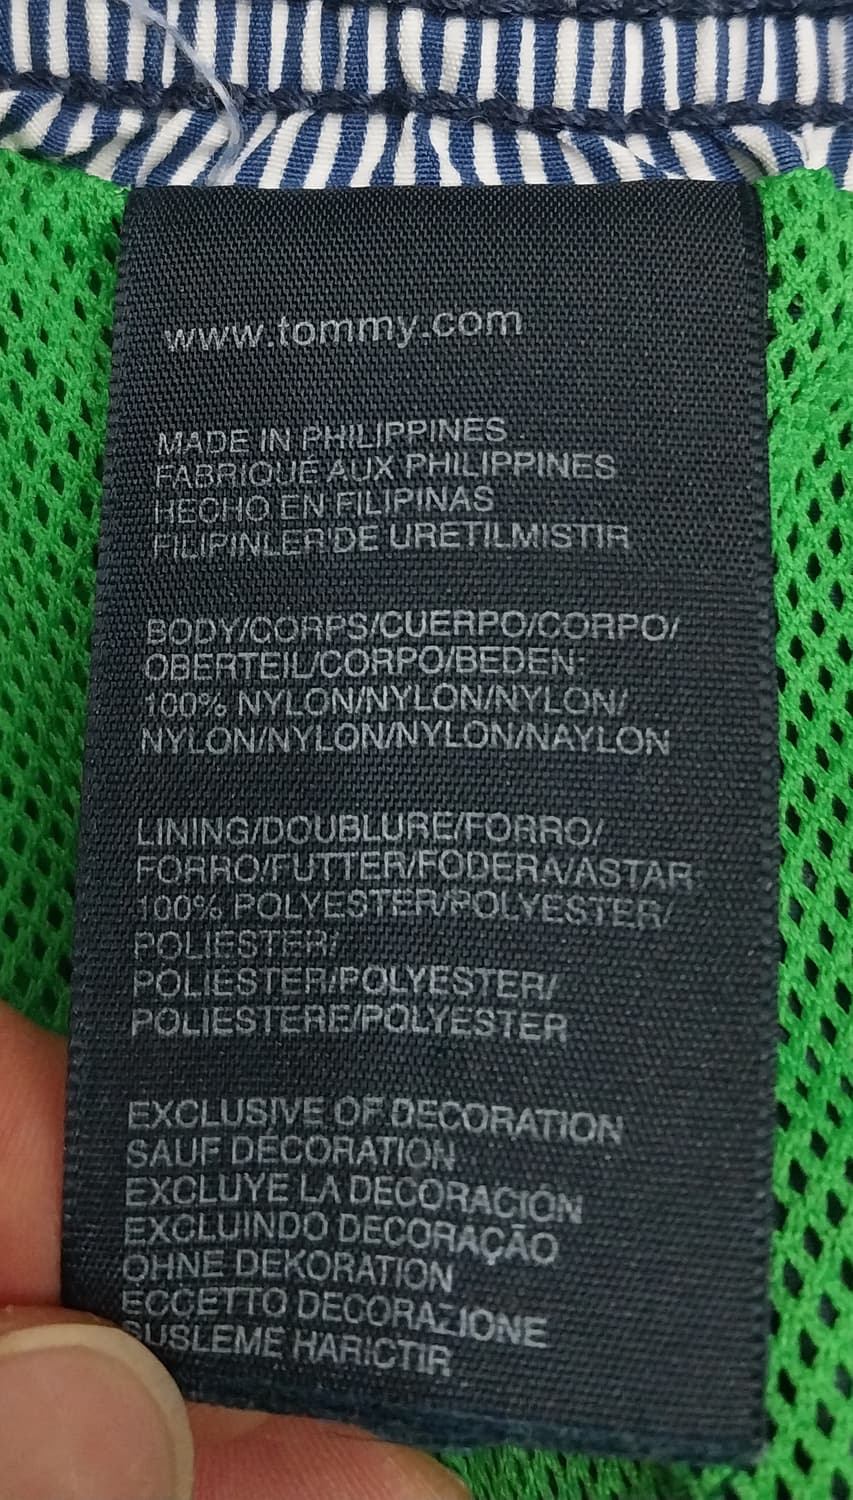 www.tommy.com
MADE IN PHILIPPINES
FABRIQUÉ AUX PHILIPPINES
HECHO EN FILIPINAS
FILIPINLER'DE URETILMISTIR
BODY/CORPS/CUERPO/CORPO/
OBERTEIL/CORPO/BEDEN:
100% NYLON/NYLON/NYLON/
NYLON/NYLON/NYLON/NAYLON
LINING/DOUBLURE/FORRO/
FORRO/FUTTER/FODERA/ASTAR:
100% POLYESTER/POLYESTER/
POLIESTER/
POLIESTER/POLYESTER/
POLIESTERE/POLYESTER
EXCLUSIVE OF DECORATION
SAUF DÉCORATION
EXCLUYE LA DECORACIÓN
EXCLUINDO DECORAÇÃO
OHNE DEKORATION
ECCETTO DECORAZIONE
SUSLEME HARICTIR